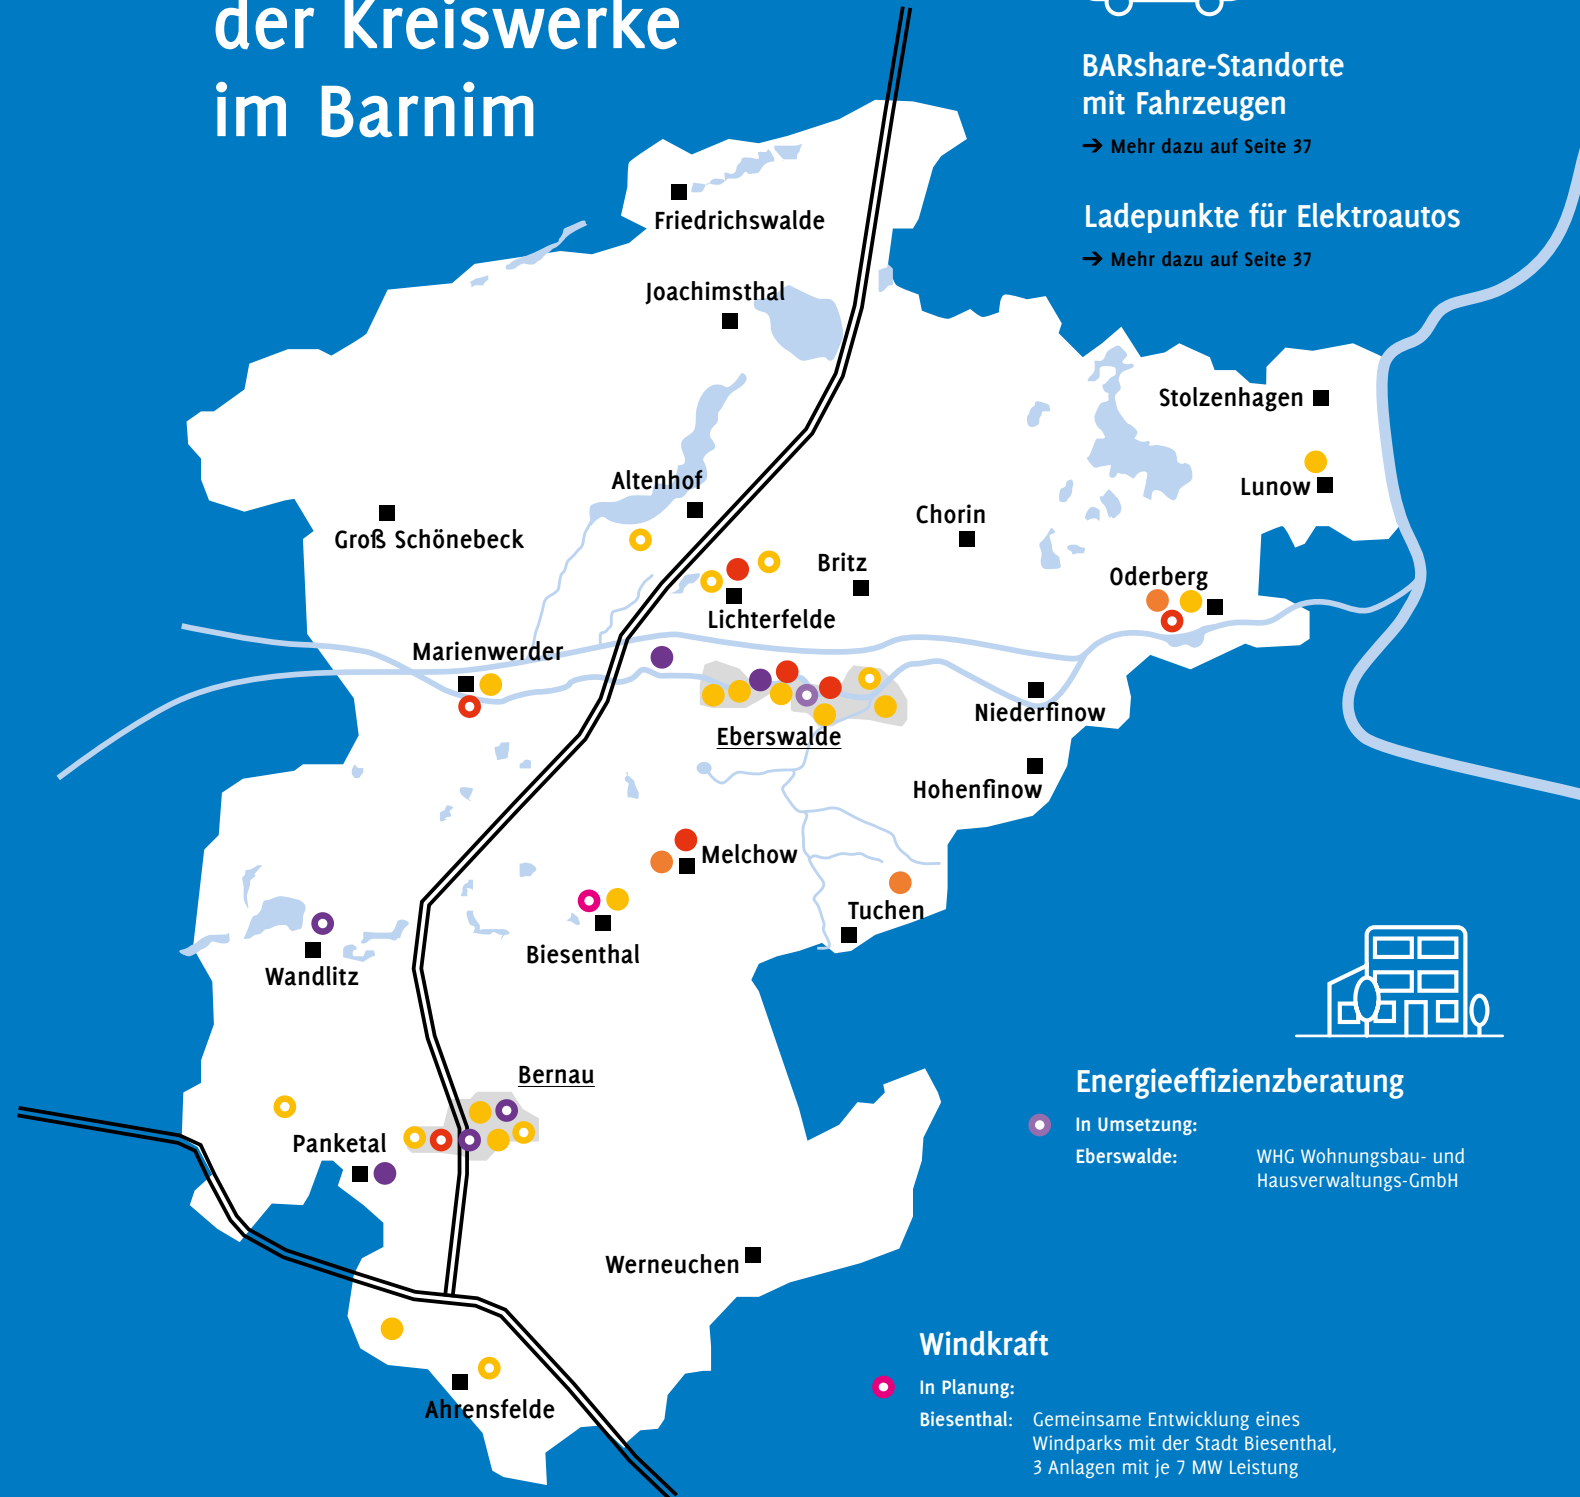 der Kreiswerke
im Barnim
BARshare-Standorte
mit Fahrzeugen
➔ Mehr dazu auf Seite 37
Ladepunkte für Elektroautos
➔ Mehr dazu auf Seite 37
Friedrichswalde
Joachimsthal
Stolzenhagen
Altenhof
Lunow
Groß Schönebeck
Chorin
Britz
Oderberg
Lichterfelde
Marienwerder
Niederfinow
Eberswalde
Hohenfinow
Melchow
Tuchen
Biesenthal
Wandlitz
Bernau
Panketal
Werneuchen
Ahrensfelde
Energieeffizienzberatung
In Umsetzung:
Eberswalde: WHG Wohnungsbau- und
Hausverwaltungs-GmbH
Windkraft
In Planung:
Biesenthal: Gemeinsame Entwicklung eines
Windparks mit der Stadt Biesenthal,
3 Anlagen mit je 7 MW Leistung